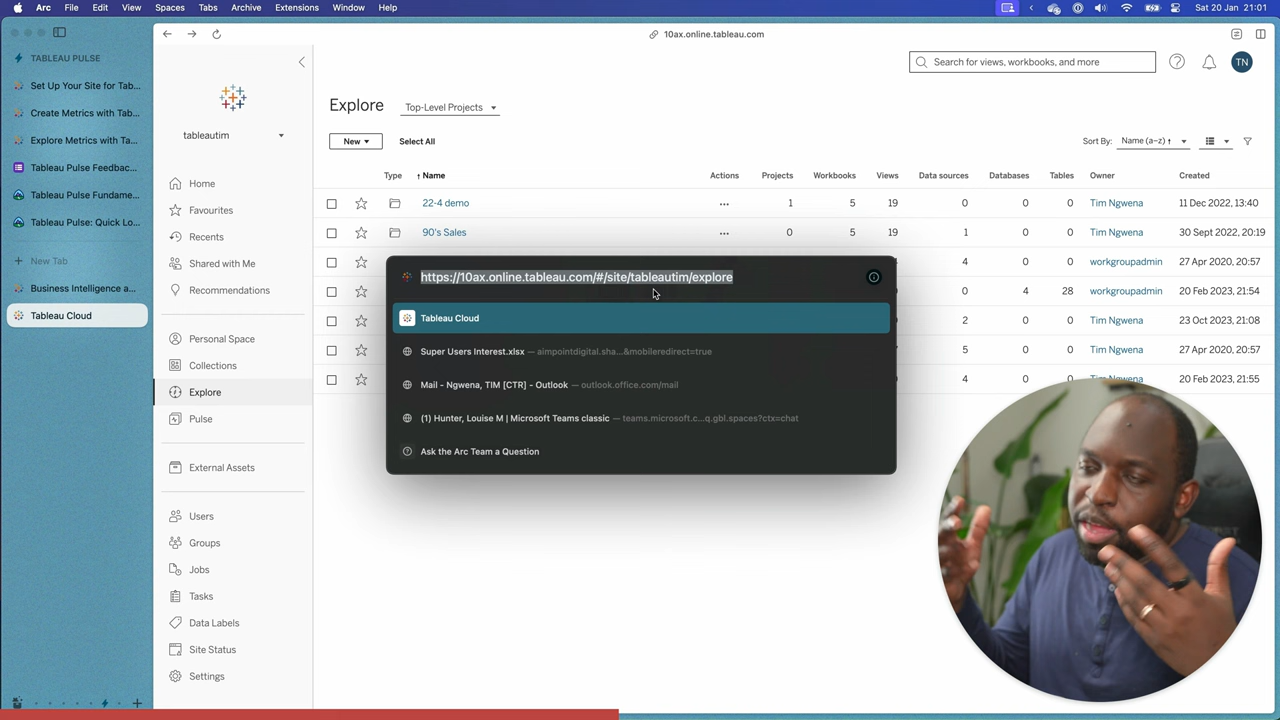 Arc File Edit View Spaces Tabs Archive Extensions Window Help
Sat 20 Jan 21:01
TABLEAU PULSE
Set Up Your Site for Tab...
Create Metrics with Tab...
Explore Metrics with Ta...
Tableau Pulse Feedbac...
Tableau Pulse Fundame...
Tableau Pulse: Quick Lo...
New Tab
Business Intelligence a...
Tableau Cloud
10ax.online.tableau.com
tableautim
Home
Favourites
Recents
Shared with Me
Recommendations
Personal Space
Collections
Explore
Pulse
External Assets
Users
Groups
Jobs
Tasks
Data Labels
Site Status
Settings
Search for views, workbooks, and more
TN
Explore
Top-Level Projects
New
Select All
Sort By: Name (a–z) ↑
Type ↑ Name Actions Projects Workbooks Views Data sources Databases Tables Owner Created
22-4 demo ... 1 5 19 0 0 0 Tim Ngwena 11 Dec 2022, 13:40
90's Sales ... 0 5 19 1 0 0 Tim Ngwena 30 Sept 2022, 20:19
4 0 0 workgroupadmin 27 Apr 2020, 20:57
0 4 28 workgroupadmin 20 Feb 2023, 21:54
2 0 0 Tim Ngwena 23 Oct 2023, 21:08
5 0 0 Tim Ngwena 27 Apr 2020, 20:57
4 0 0 Tim Ngwena 20 Feb 2023, 21:55
https://10ax.online.tableau.com/#/site/tableautim/explore
Tableau Cloud
Super Users Interest.xlsx — aimpointdigital.sha...&mobileredirect=true
Mail - Ngwena, TIM [CTR] - Outlook — outlook.office.com/mail
(1) Hunter, Louise M | Microsoft Teams classic — teams.microsoft.c...q.gbl.spaces?ctx=chat
Ask the Arc Team a Question